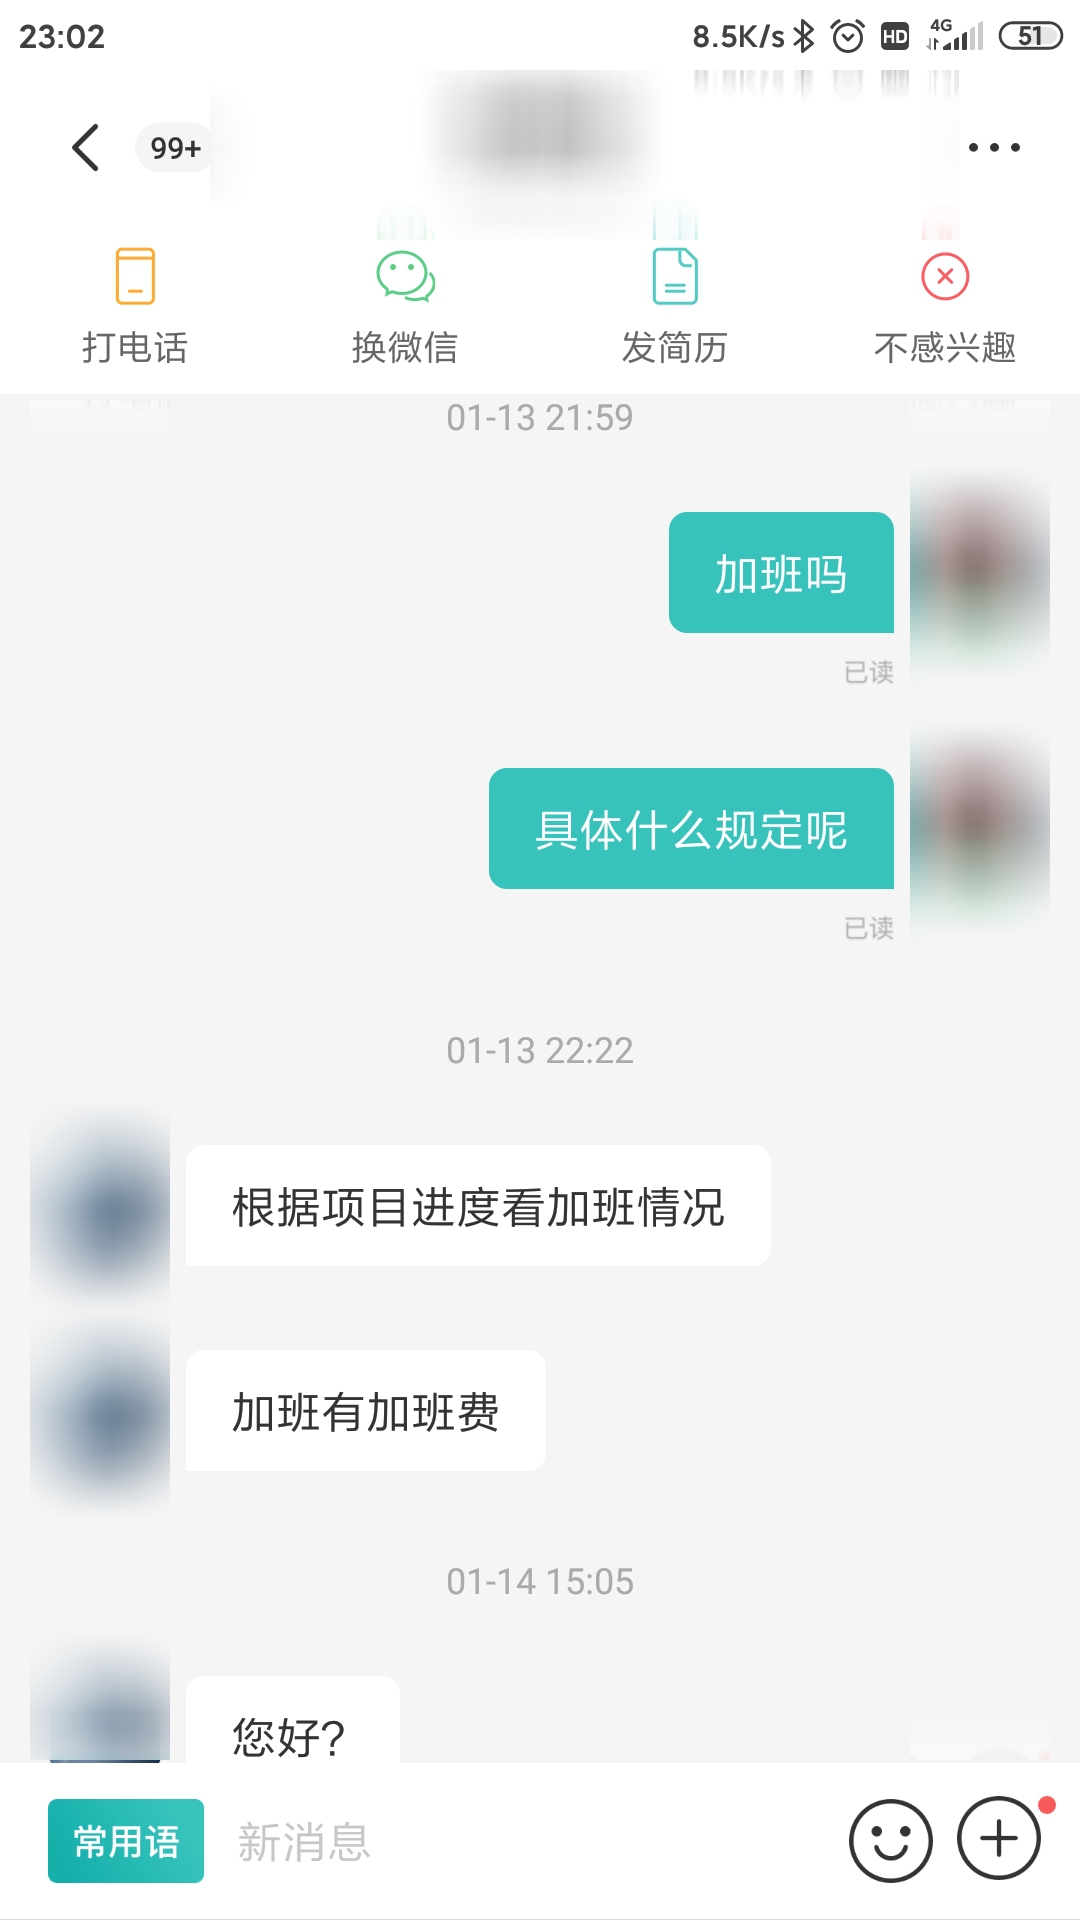 23:02 8.5K/s HD 4G 51
99+
打电话 换微信 发简历 不感兴趣
01-13 21:59
加班吗
已读
具体什么规定呢
已读
01-13 22:22
根据项目进度看加班情况
加班有加班费
01-14 15:05
您好?
常用语 新消息